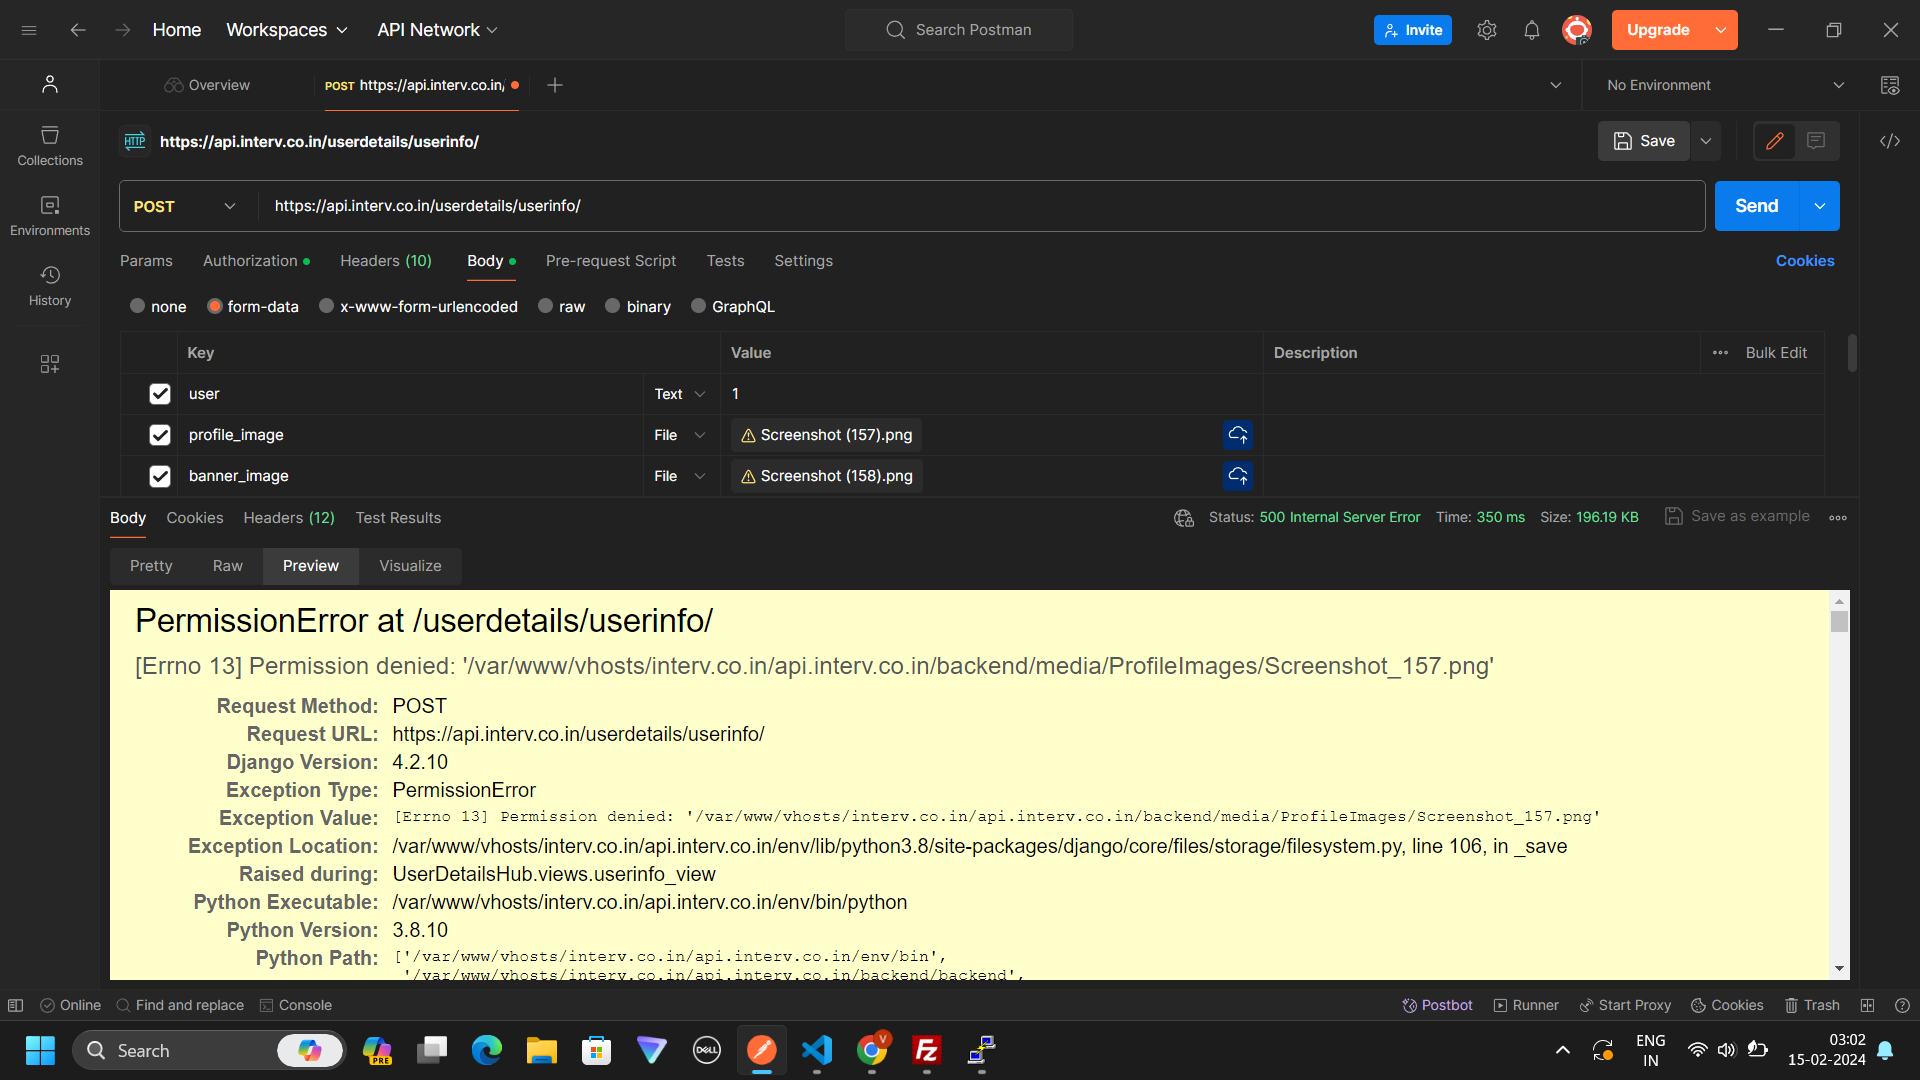 Home
Workspaces
API Network
Search Postman
Invite
Upgrade
Overview
POST https://api.interv.co.in/
No Environment
HTTP
https://api.interv.co.in/userdetails/userinfo/
Save
Collections
Environments
History
POST
https://api.interv.co.in/userdetails/userinfo/
Send
Params
Authorization
Headers (10)
Body
Pre-request Script
Tests
Settings
Cookies
none
form-data
x-www-form-urlencoded
raw
binary
GraphQL
Key
Value
Description
Bulk Edit
user
Text
1
profile_image
File
Screenshot (157).png
banner_image
File
Screenshot (158).png
Body
Cookies
Headers (12)
Test Results
Status: 500 Internal Server Error
Time: 350 ms
Size: 196.19 KB
Save as example
Pretty
Raw
Preview
Visualize
PermissionError at /userdetails/userinfo/
[Errno 13] Permission denied: '/var/www/vhosts/interv.co.in/api.interv.co.in/backend/media/ProfileImages/Screenshot_157.png'
Request Method: POST
Request URL: https://api.interv.co.in/userdetails/userinfo/
Django Version: 4.2.10
Exception Type: PermissionError
Exception Value: [Errno 13] Permission denied: '/var/www/vhosts/interv.co.in/api.interv.co.in/backend/media/ProfileImages/Screenshot_157.png'
Exception Location: /var/www/vhosts/interv.co.in/api.interv.co.in/env/lib/python3.8/site-packages/django/core/files/storage/filesystem.py, line 106, in _save
Raised during: UserDetailsHub.views.userinfo_view
Python Executable: /var/www/vhosts/interv.co.in/api.interv.co.in/env/bin/python
Python Version: 3.8.10
Python Path: ['/var/www/vhosts/interv.co.in/api.interv.co.in/env/bin',
'/var/www/vhosts/interv.co.in/api.interv.co.in/backend/backend',
Online
Find and replace
Console
Postbot
Runner
Start Proxy
Cookies
Trash
Search
PRE
DELL
V
Fz
ENG
IN
03:02
15-02-2024